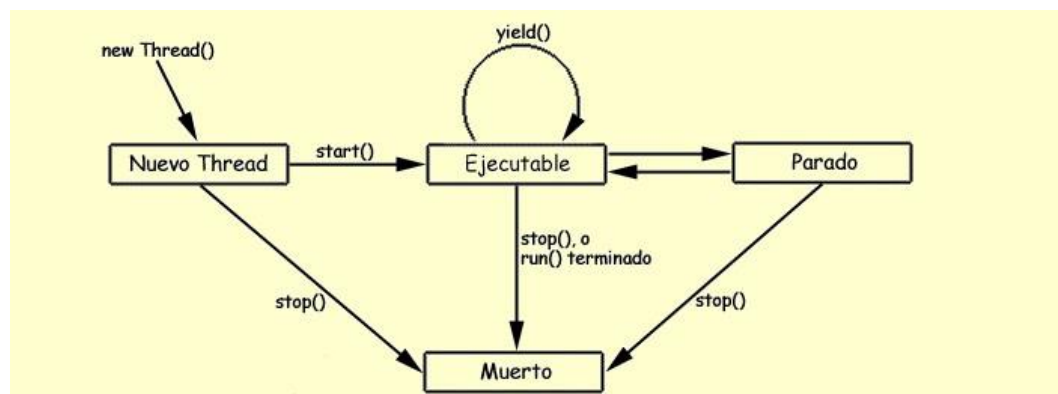 yield()
new Thread()
Nuevo Thread
start()
Ejecutable
Parado
stop(), o
run() terminado
stop()
stop()
Muerto